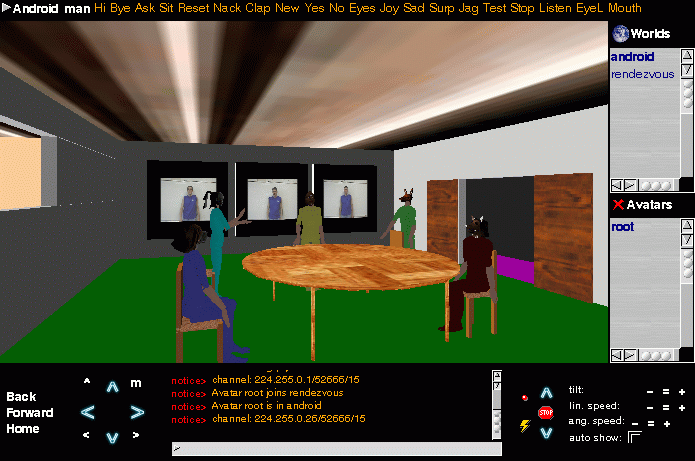 Android man Hi Bye Ask Sit Reset Nack Clap New Yes No Eyes Joy Sad Surp Jag Test Stop Listen EyeL Mouth
Worlds
android
rendezvous
Avatars
root
Back
Forward
Home
m
notice> channel: 224.255.0.1/52666/15
notice> Avatar root joins rendezvous
notice> Avatar root is in android
notice> channel: 224.255.0.26/52666/15
STOP
tilt: - = +
lin. speed: - = +
ang. speed: - = +
auto show: